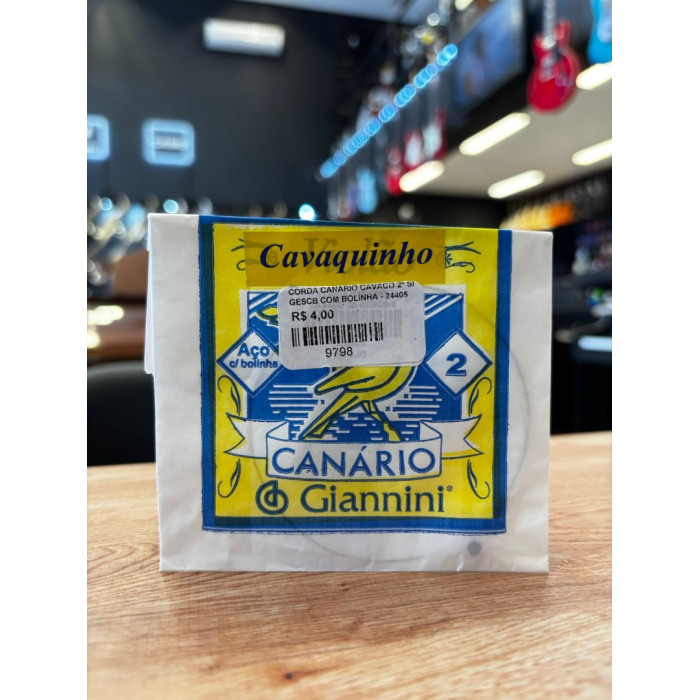 Cavaquinho
CORDA CANARIO CAVACO 2ª SI
GESCB COM BOLINHA - 24405
R$ 4,00
9798
Aço
c/ bolinha
2
CANÁRIO
Giannini®